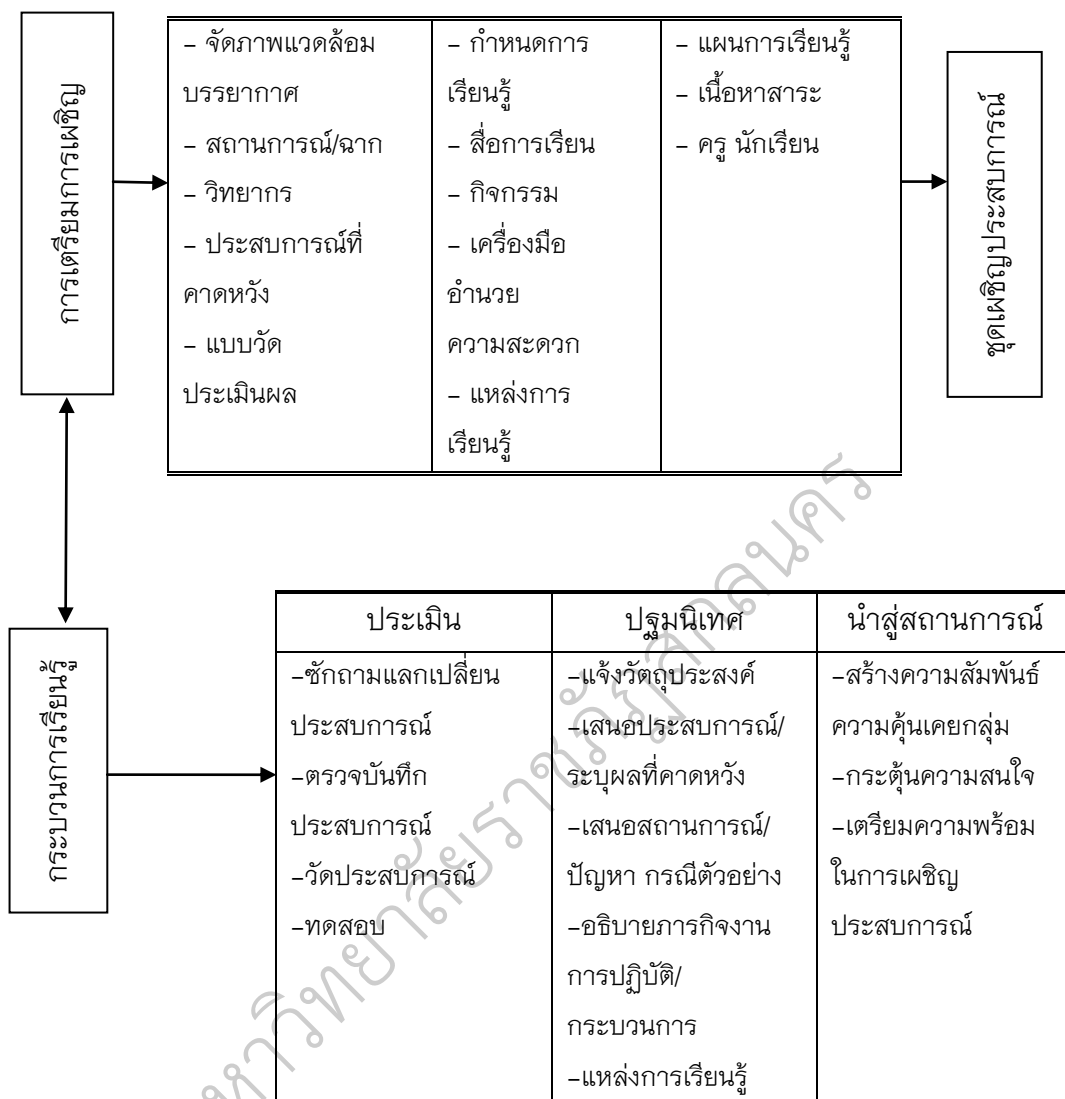 การเตรียมการเผชิญ
– จัดภาพแวดล้อม
บรรยากาศ
– สถานการณ์/ฉาก
– วิทยากร
– ประสบการณ์ที่
คาดหวัง
– แบบวัด
ประเมินผล
– กำหนดการ
เรียนรู้
– สื่อการเรียน
– กิจกรรม
– เครื่องมือ
อำนวย
ความสะดวก
– แหล่งการ
เรียนรู้
– แผนการเรียนรู้
– เนื้อหาสาระ
– ครู นักเรียน
ชุดเผชิญประสบการณ์
กระบวนการเรียนรู้
ประเมิน
–ซักถามแลกเปลี่ยน
ประสบการณ์
–ตรวจบันทึก
ประสบการณ์
–วัดประสบการณ์
–ทดสอบ
ปฐมนิเทศ
–แจ้งวัตถุประสงค์
–เสนอประสบการณ์/
ระบุผลที่คาดหวัง
–เสนอสถานการณ์/
ปัญหา กรณีตัวอย่าง
–อธิบายภารกิจงาน
การปฏิบัติ/
กระบวนการ
–แหล่งการเรียนรู้
นำสู่สถานการณ์
–สร้างความสัมพันธ์
ความคุ้นเคยกลุ่ม
–กระตุ้นความสนใจ
–เตรียมความพร้อม
ในการเผชิญ
ประสบการณ์
หาวิทยาลัยราชภัฏสกลนคร